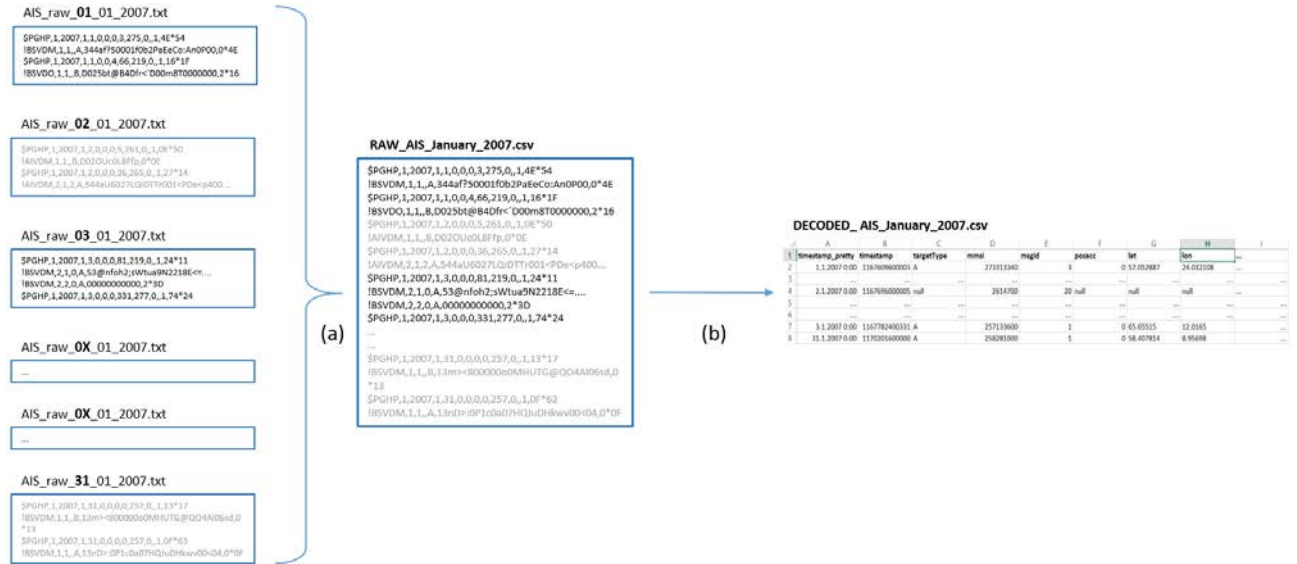 AIS_raw_01_01_2007.txt
$PGHP,1,2007,1,1,0,0,0,3,275,0,,1,4E*54
!BSVDM,1,1,,A,344af?50001f0b2PaEeCo:An0P00,0*4E
$PGHP,1,2007,1,1,0,0,4,66,219,0,,1,16*1F
!BSVDO,1,1,,B,D025bt@B4Dfr<`D00m8T0000000,2*16
AIS_raw_02_01_2007.txt
$PGHP,1,2007,1,2,0,0,0,5,261,0,,1,0E*50
!AIVDM,1,1,,B,D02OUc0L8Ffp,0*0E
$PGHP,1,2007,1,2,0,0,0,36,265,0,,1,27*14
!AIVDM,2,1,2,A,544aU6027LQIDTTr001<PDe<p400...
AIS_raw_03_01_2007.txt
$PGHP,1,2007,1,3,0,0,0,81,219,0,,1,24*11
!BSVDM,2,1,0,A,53@nfoh2;sWtua9N2218E<=,...
!BSVDM,2,2,0,A,00000000000,2*3D
$PGHP,1,2007,1,3,0,0,0,331,277,0,,1,74*24
AIS_raw_0X_01_2007.txt
...
AIS_raw_0X_01_2007.txt
...
AIS_raw_31_01_2007.txt
$PGHP,1,2007,1,31,0,0,0,0,257,0,,1,13*17
!BSVDM,1,1,,B,13m><800000o0MHUTG@QO4Al06sd,0
*13
$PGHP,1,2007,1,31,0,0,0,0,257,0,,1,0F*63
!BSVDM,1,1,,A,13nD>:0P1c0a07HQJuDHkwv00<04,0*0F
(a)
RAW_AIS_January_2007.csv
$PGHP,1,2007,1,1,0,0,0,3,275,0,,1,4E*54
!BSVDM,1,1,,A,344af?50001f0b2PaEeCo:An0P00,0*4E
$PGHP,1,2007,1,1,0,0,4,66,219,0,,1,16*1F
!BSVDO,1,1,,B,D025bt@B4Dfr<`D00m8T0000000,2*16
$PGHP,1,2007,1,2,0,0,0,5,261,0,,1,0E*50
!AIVDM,1,1,,B,D02OUc0L8Ffp,0*0E
$PGHP,1,2007,1,2,0,0,0,36,265,0,,1,27*14
!AIVDM,2,1,2,A,544aU6027LQIDTTr001<PDe<p400...
$PGHP,1,2007,1,3,0,0,0,81,219,0,,1,24*11
!BSVDM,2,1,0,A,53@nfoh2;sWtua9N2218E<=,....
!BSVDM,2,2,0,A,00000000000,2*3D
$PGHP,1,2007,1,3,0,0,0,331,277,0,,1,74*24
...
...
$PGHP,1,2007,1,31,0,0,0,0,257,0,,1,13*17
!BSVDM,1,1,,B,13m><800000o0MHUTG@QO4Al06sd,0
*13
$PGHP,1,2007,1,31,0,0,0,0,257,0,,1,0F*63
!BSVDM,1,1,,A,13nD>:0P1c0a07HQJuDHkwv00<04,0*0F
(b)
DECODED_ AIS_January_2007.csv
A B C D E F G H I
1 timestamp_pretty timestamp targetType mmsi msgid posacc lat lon ...
2 1.1.2007 0:00 1167609600003 A 273313340 3 0 57.052887 24.032108 ...
3 ... ... ... ... ... ... ... ... ...
4 2.1.2007 0:00 1167696000005 null 2614700 20 null null null ...
5 ... ... ... ... ... ... ... ... ...
6 ... ... ... ... ... ... ... ... ...
7 3.1.2007 0:00 1167782400331 A 257133600 1 0 65.65515 12.0165 ...
8 31.1.2007 0:00 1170201600000 A 258281000 1 0 58.407814 8.95698 ...